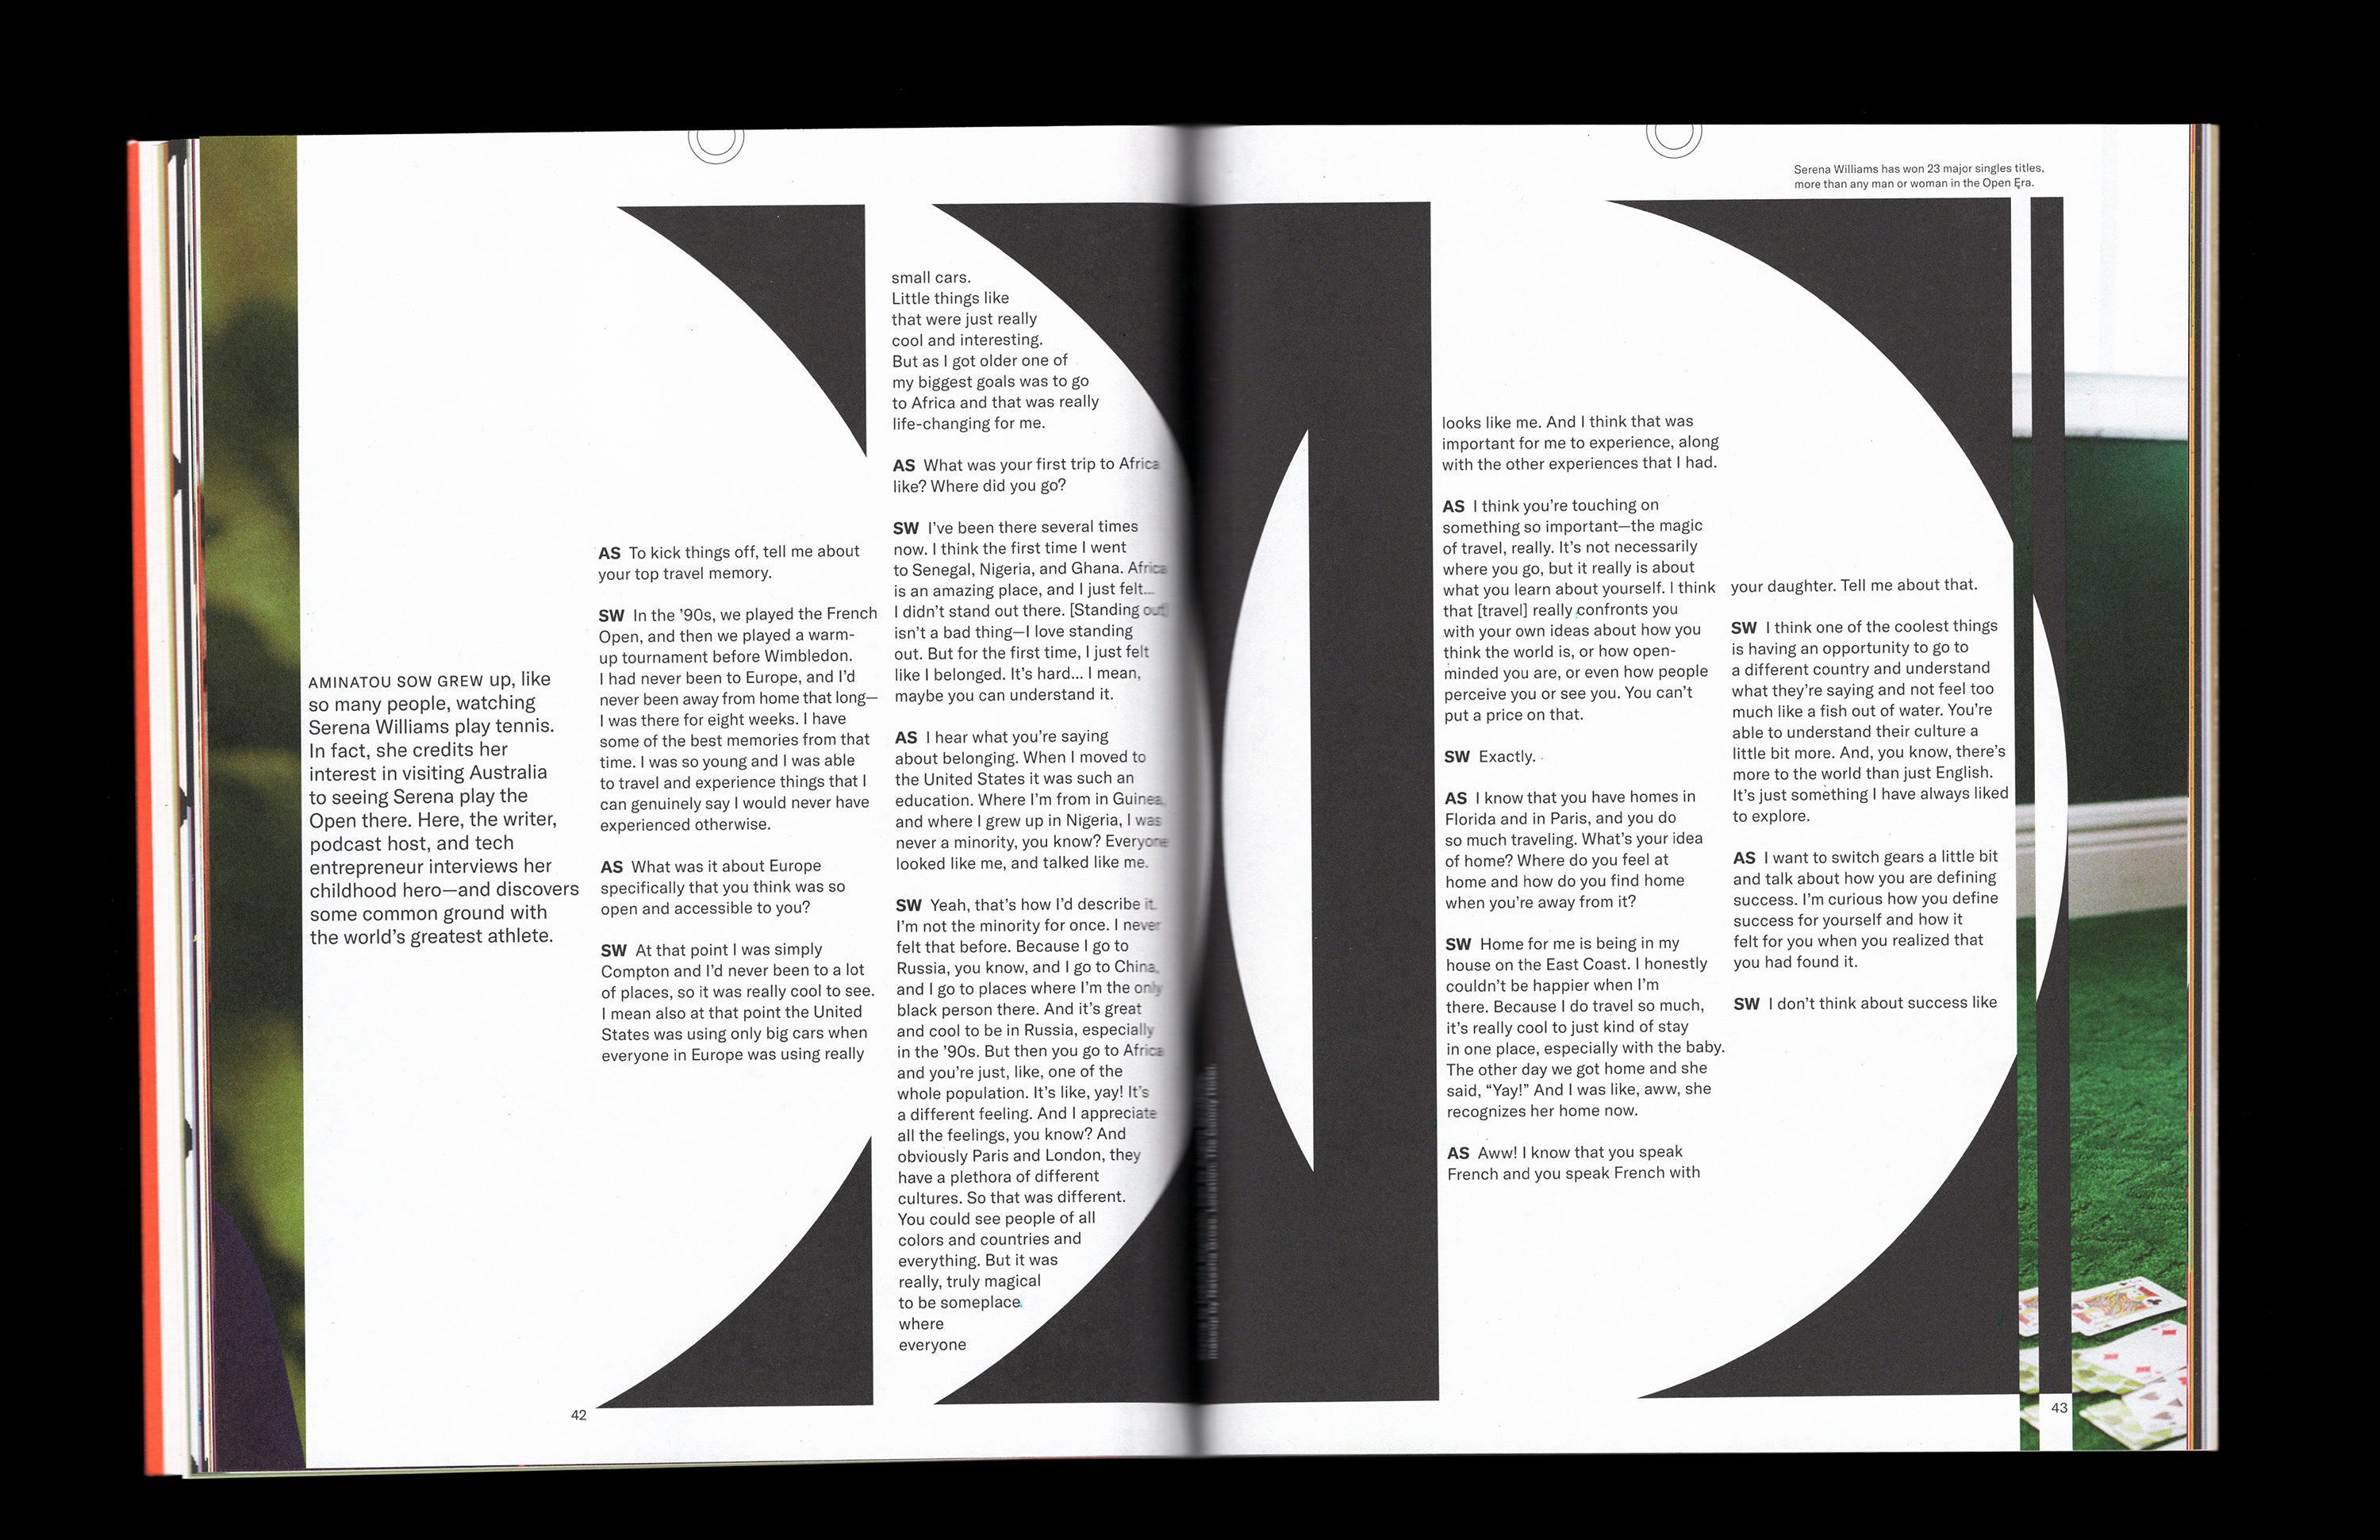 Serena Williams has won 23 major singles titles,
more than any man or woman in the Open Era.
AMINATOU SOW GREW up, like
so many people, watching
Serena Williams play tennis.
In fact, she credits her
interest in visiting Australia
to seeing Serena play the
Open there. Here, the writer,
podcast host, and tech
entrepreneur interviews her
childhood hero—and discovers
some common ground with
the world's greatest athlete.
AS To kick things off, tell me about
your top travel memory.
SW In the '90s, we played the French
Open, and then we played a warm-
up tournament before Wimbledon.
I had never been to Europe, and I'd
never been away from home that long—
I was there for eight weeks. I have
some of the best memories from that
time. I was so young and I was able
to travel and experience things that I
can genuinely say I would never have
experienced otherwise.
AS What was it about Europe
specifically that you think was so
open and accessible to you?
SW At that point I was simply
Compton and I'd never been to a lot
of places, so it was really cool to see.
I mean also at that point the United
States was using only big cars when
everyone in Europe was using really
small cars.
Little things like
that were just really
cool and interesting.
But as I got older one of
my biggest goals was to go
to Africa and that was really
life-changing for me.
AS What was your first trip to Africa
like? Where did you go?
SW I've been there several times
now. I think the first time I went
to Senegal, Nigeria, and Ghana. Africa
is an amazing place, and I just felt...
I didn't stand out there. [Standing out]
isn't a bad thing—I love standing
out. But for the first time, I just felt
like I belonged. It's hard... I mean,
maybe you can understand it.
AS I hear what you're saying
about belonging. When I moved to
the United States it was such an
education. Where I'm from in Guinea,
and where I grew up in Nigeria, I was
never a minority, you know? Everyone
looked like me, and talked like me.
SW Yeah, that's how I'd describe it.
I'm not the minority for once. I never
felt that before. Because I go to
Russia, you know, and I go to China,
and I go to places where I'm the only
black person there. And it's great
and cool to be in Russia, especially
in the '90s. But then you go to Africa
and you're just, like, one of the
whole population. It's like, yay! It's
a different feeling. And I appreciate
all the feelings, you know? And
obviously Paris and London, they
have a plethora of different
cultures. So that was different.
You could see people of all
colors and countries and
everything. But it was
really, truly magical
to be someplace
where
everyone
looks like me. And I think that was
important for me to experience, along
with the other experiences that I had.
AS I think you're touching on
something so important—the magic
of travel, really. It's not necessarily
where you go, but it really is about
what you learn about yourself. I think
that [travel] really confronts you
with your own ideas about how you
think the world is, or how open-
minded you are, or even how people
perceive you or see you. You can't
put a price on that.
SW Exactly.
AS I know that you have homes in
Florida and in Paris, and you do
so much traveling. What's your idea
of home? Where do you feel at
home and how do you find home
when you're away from it?
SW Home for me is being in my
house on the East Coast. I honestly
couldn't be happier when I'm
there. Because I do travel so much,
it's really cool to just kind of stay
in one place, especially with the baby.
The other day we got home and she
said, “Yay!” And I was like, aww, she
recognizes her home now.
AS Aww! I know that you speak
French and you speak French with
your daughter. Tell me about that.
SW I think one of the coolest things
is having an opportunity to go to
a different country and understand
what they're saying and not feel too
much like a fish out of water. You're
able to understand their culture a
little bit more. And, you know, there's
more to the world than just English.
It's just something I have always liked
to explore.
AS I want to switch gears a little bit
and talk about how you are defining
success. I'm curious how you define
success for yourself and how it
felt for you when you realized that
you had found it.
SW I don't think about success like
42
43